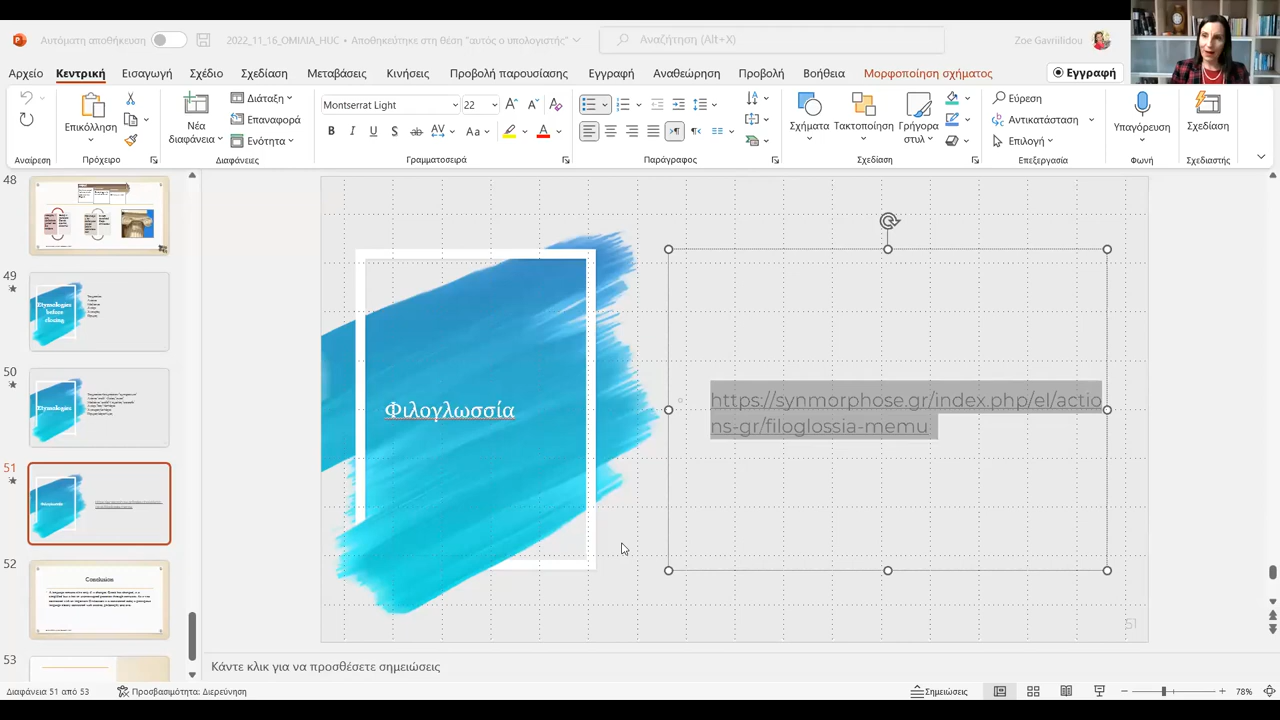 Αυτόματη αποθήκευση
2022_11_16_ΟΜΙΛΙΑ_HUC • Αποθηκεύτηκε στη θέση "αυτός ο υπολογιστής"
Αναζήτηση (Alt+X)
Zoe Gavriilidou
Αρχείο Κεντρική Εισαγωγή Σχέδιο Σχεδίαση Μεταβάσεις Κινήσεις Προβολή παρουσίασης Εγγραφή Αναθεώρηση Προβολή Βοήθεια Μορφοποίηση σχήματος Εγγραφή
Επικόλληση
Νέα διαφάνεια
Διάταξη
Επαναφορά
Ενότητα
Montserrat Light 22
Σχήματα Τακτοποίηση Γρήγορα στυλ
Εύρεση
Αντικατάσταση
Επιλογή
Υπαγόρευση
Σχεδίαση
Αναίρεση Πρόχειρο Διαφάνειες Γραμματοσειρά Παράγραφος Σχεδίαση Επεξεργασία Φωνή Σχεδιαστής
48
49
Etymologies
before
closing
50
Etymologies
51
52
Conclusion
53
Φιλογλωσσία
https://synmorphose.gr/index.php/el/actio
ns-gr/filoglossia-memu
51
Κάντε κλικ για να προσθέσετε σημειώσεις
Διαφάνεια 51 από 53 Προσβασιμότητα: Διερεύνηση Σημειώσεις 78%